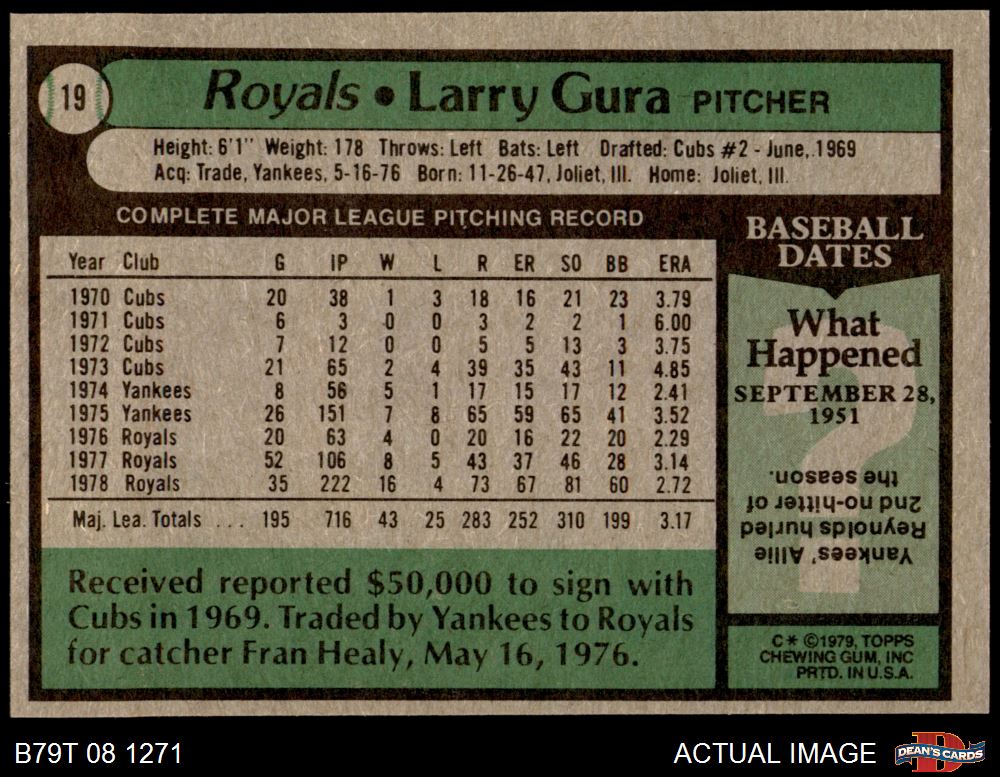 19
Royals • Larry Gura PITCHER
Height: 6'1" Weight: 178 Throws: Left Bats: Left Drafted: Cubs #2 - June, 1969
Acq: Trade, Yankees, 5-16-76 Born: 11-26-47, Joliet, Ill. Home: Joliet, Ill.
COMPLETE MAJOR LEAGUE PITCHING RECORD
Year Club G IP W L R ER SO BB ERA
1970 Cubs 20 38 1 3 18 16 21 23 3.79
1971 Cubs 6 3 0 0 3 2 2 1 6.00
1972 Cubs 7 12 0 0 5 5 13 3 3.75
1973 Cubs 21 65 2 4 39 35 43 11 4.85
1974 Yankees 8 56 5 1 17 15 17 12 2.41
1975 Yankees 26 151 7 8 65 59 65 41 3.52
1976 Royals 20 63 4 0 20 16 22 20 2.29
1977 Royals 52 106 8 5 43 37 46 28 3.14
1978 Royals 35 222 16 4 73 67 81 60 2.72
Maj. Lea. Totals ... 195 716 43 25 283 252 310 199 3.17
Received reported $50,000 to sign with
Cubs in 1969. Traded by Yankees to Royals
for catcher Fran Healy, May 16, 1976.
BASEBALL
DATES
What
Happened
SEPTEMBER 28,
1951
?
Yankees' Allie
Reynolds hurled
2nd no-hitter of
the season.
C* ©1979, TOPPS
CHEWING GUM, INC
PRTD. IN U.S.A.
B79T 08 1271
ACTUAL IMAGE
D
DEAN'S CARDS